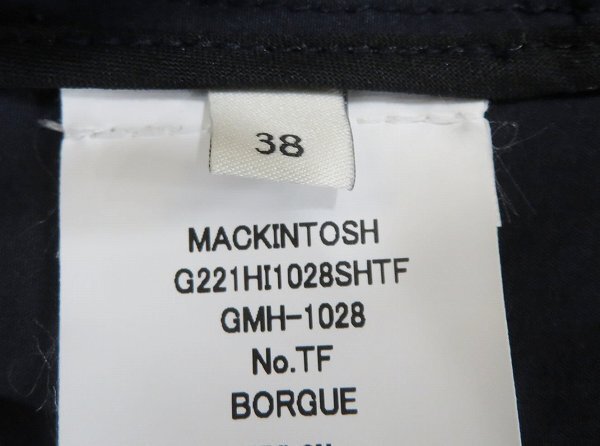 38
MACKINTOSH
G221HI1028SHTF
GMH-1028
No.TF
BORGUE